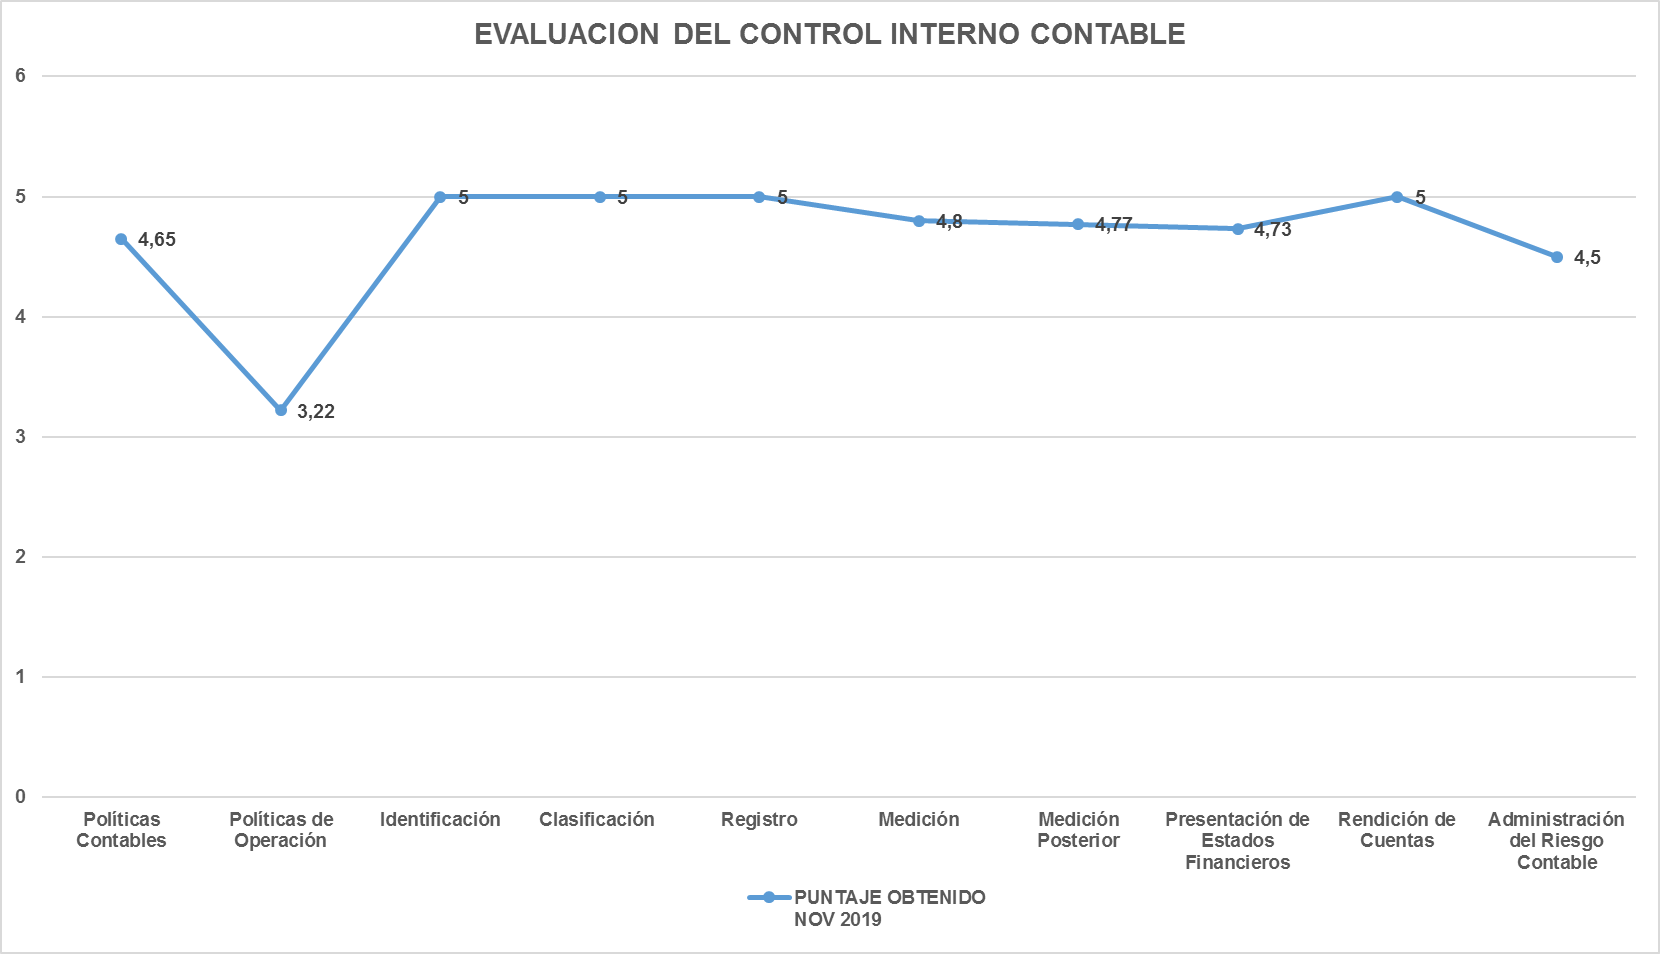 EVALUACION DEL CONTROL INTERNO CONTABLE
6
5
4
3
2
1
0
4,65
3,22
5
5
5
4,8
4,77
4,73
5
4,5
Políticas
Contables
Políticas de
Operación
Identificación
Clasificación
Registro
Medición
Medición
Posterior
Presentación de
Estados
Financieros
Rendición de
Cuentas
Administración
del Riesgo
Contable
PUNTAJE OBTENIDO
NOV 2019